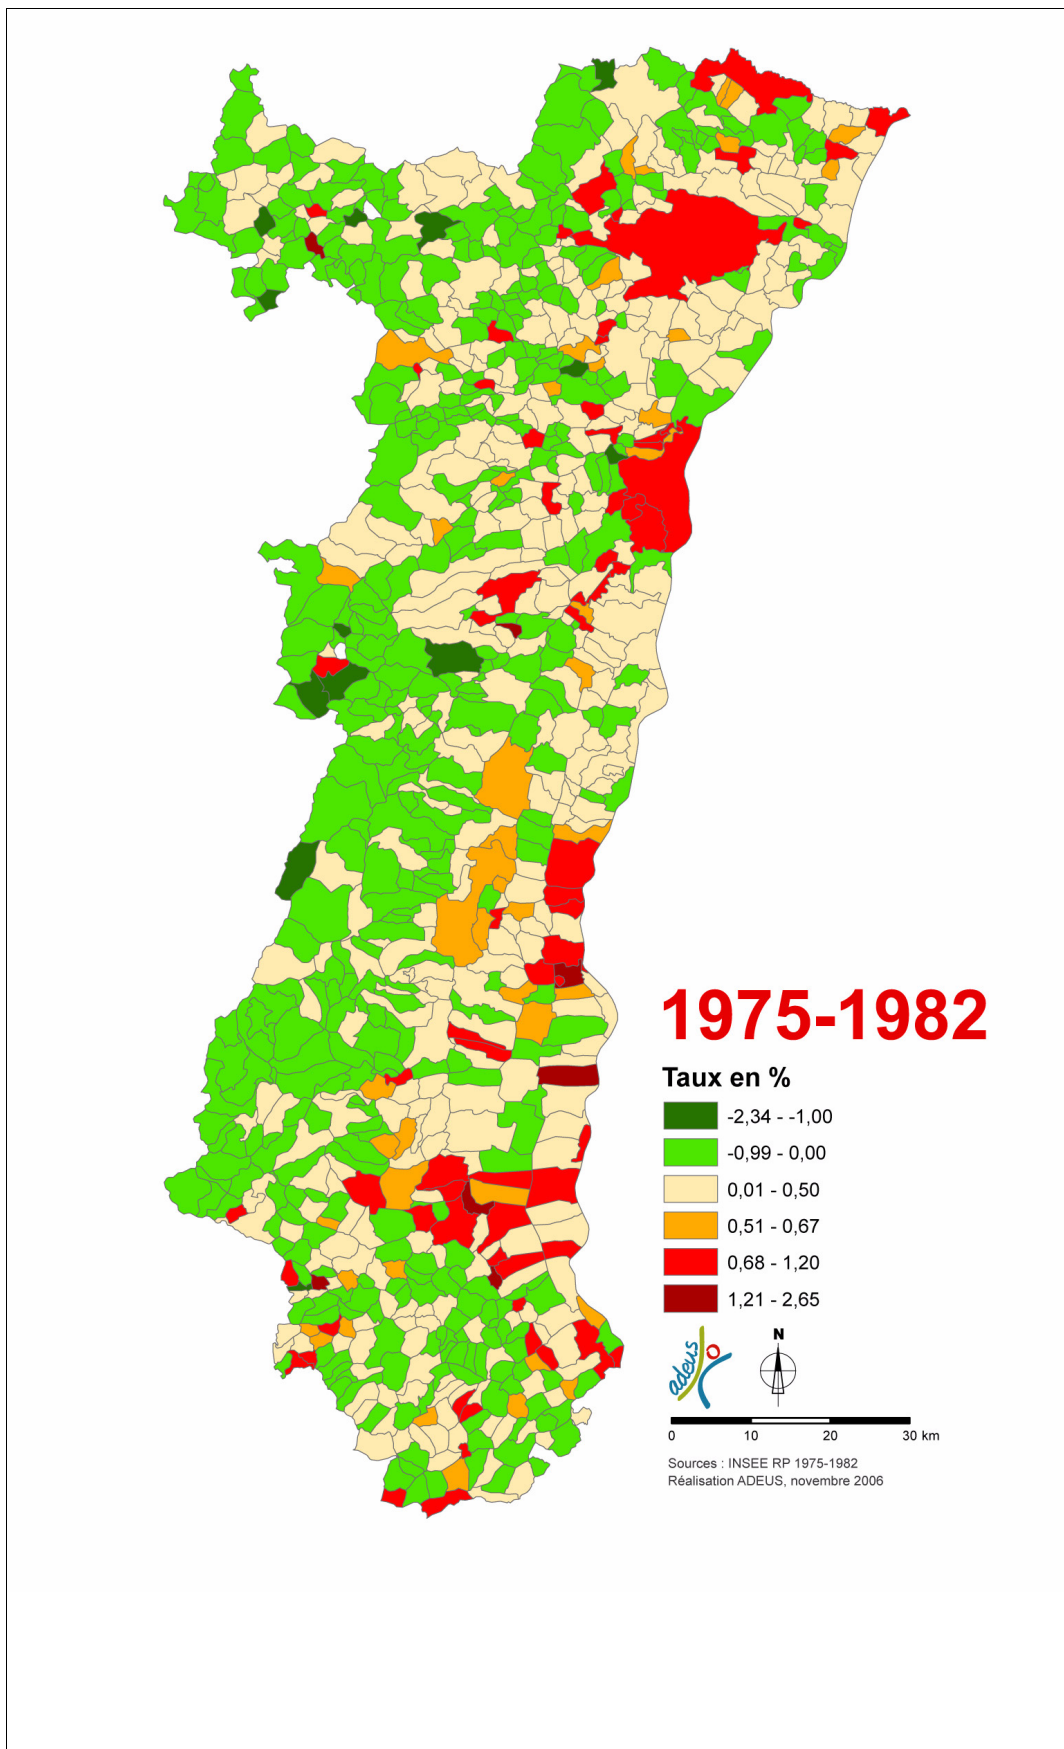 1975-1982
Taux en %
-2,34 - -1,00
-0,99 - 0,00
0,01 - 0,50
0,51 - 0,67
0,68 - 1,20
1,21 - 2,65
adeus
N
0 10 20 30 km
Sources : INSEE RP 1975-1982
Réalisation ADEUS, novembre 2006